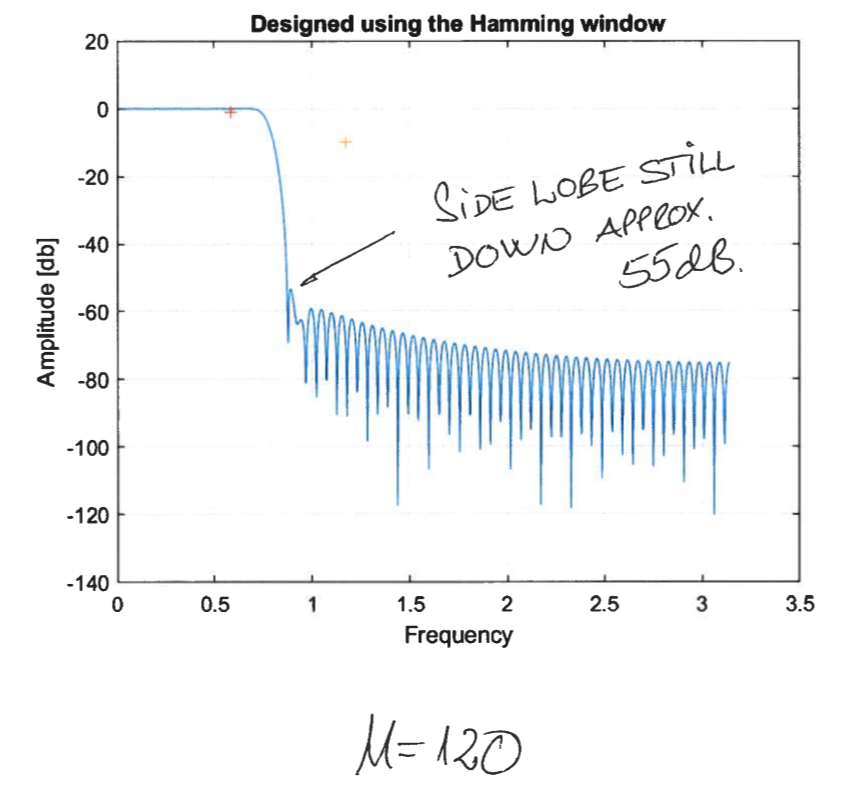 Designed using the Hamming window
20
0
-20
-40
-60
-80
-100
-120
-140
Amplitude [db]
SIDE LOBE STILL
DOWN APPROX.
55dB.
0 0.5 1 1.5 2 2.5 3 3.5
Frequency
M=120